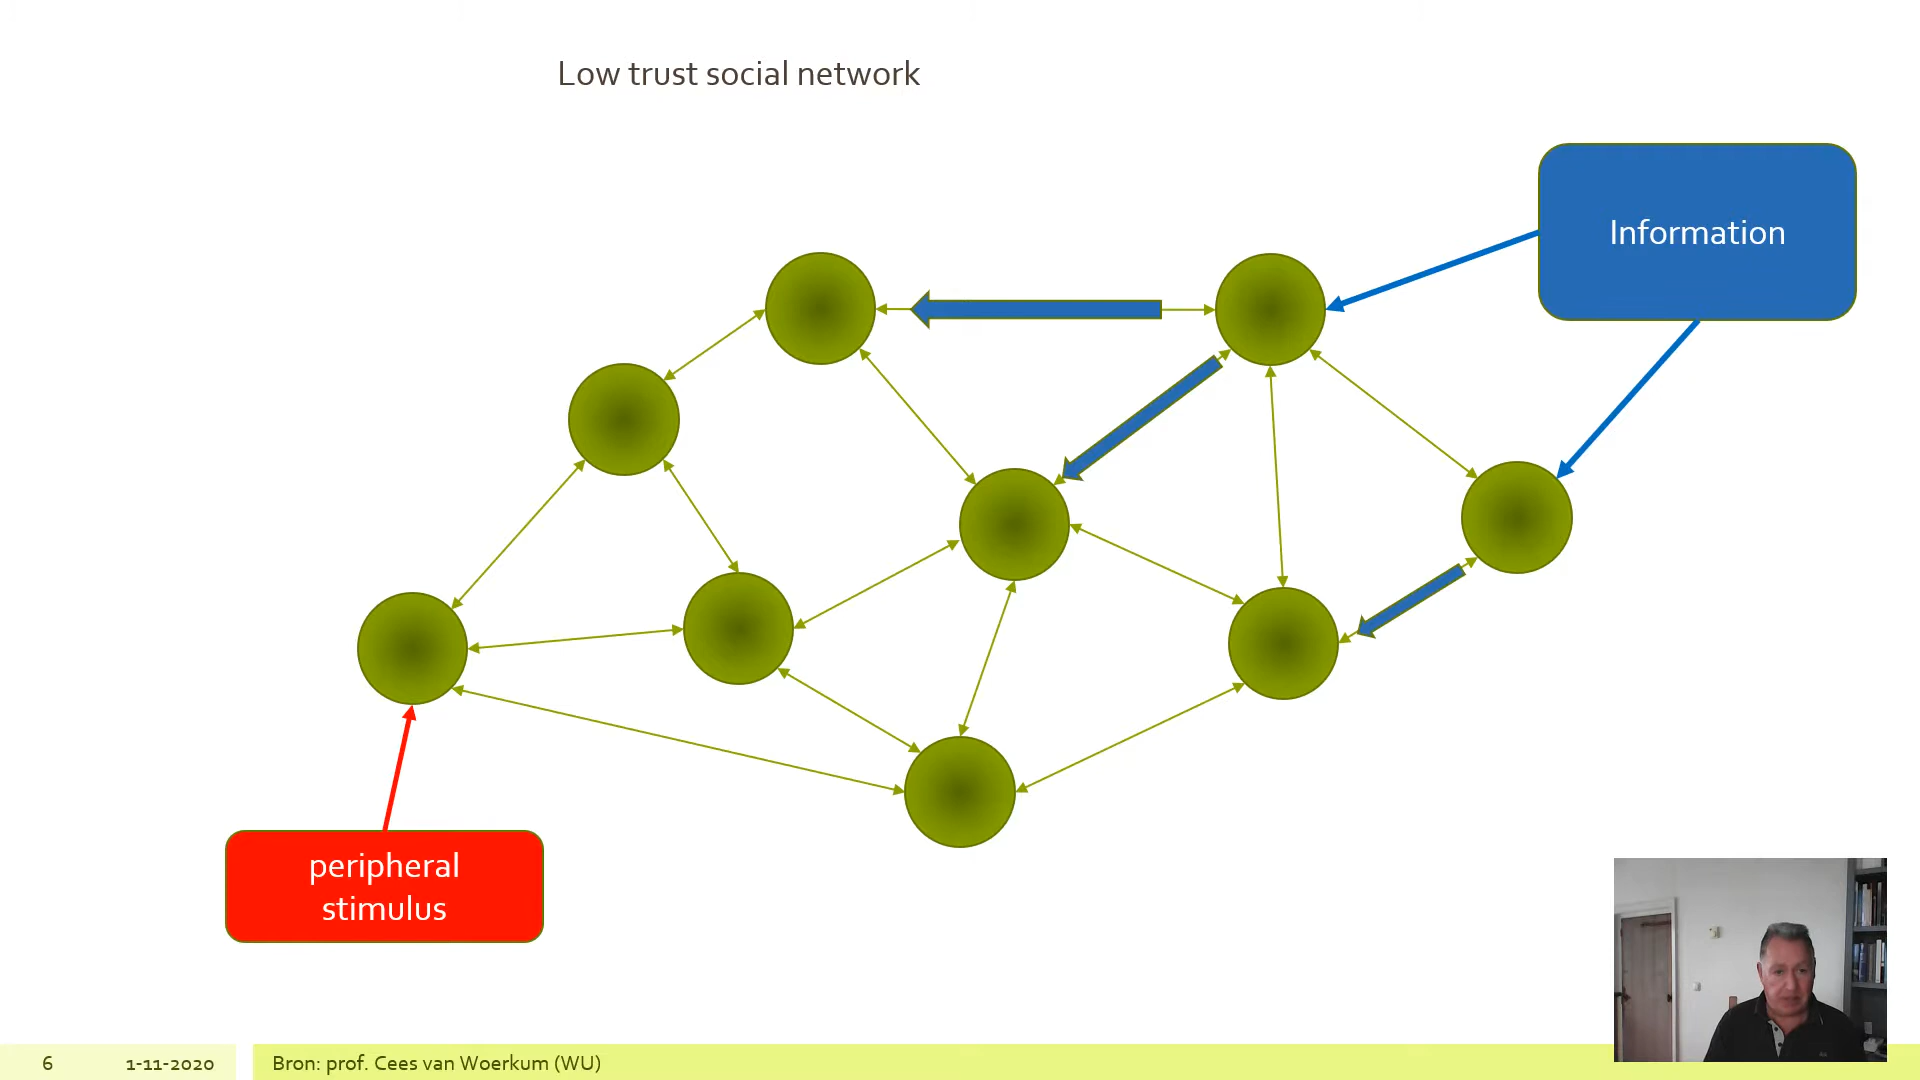 Low trust social network
Information
peripheral
stimulus
6
1-11-2020
Bron: prof. Cees van Woerkum (WU)